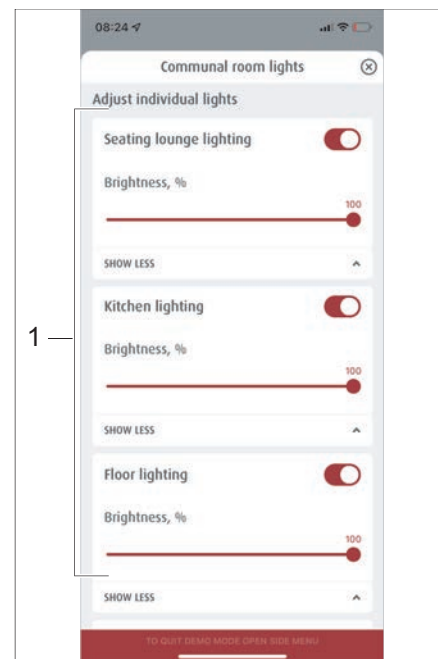 08:24
Communal room lights
Adjust individual lights
Seating lounge lighting
Brightness, %
100
SHOW LESS
Kitchen lighting
1
Brightness, %
100
SHOW LESS
Floor lighting
Brightness, %
100
SHOW LESS
TO QUIT DEMO MODE OPEN SIDE MENU